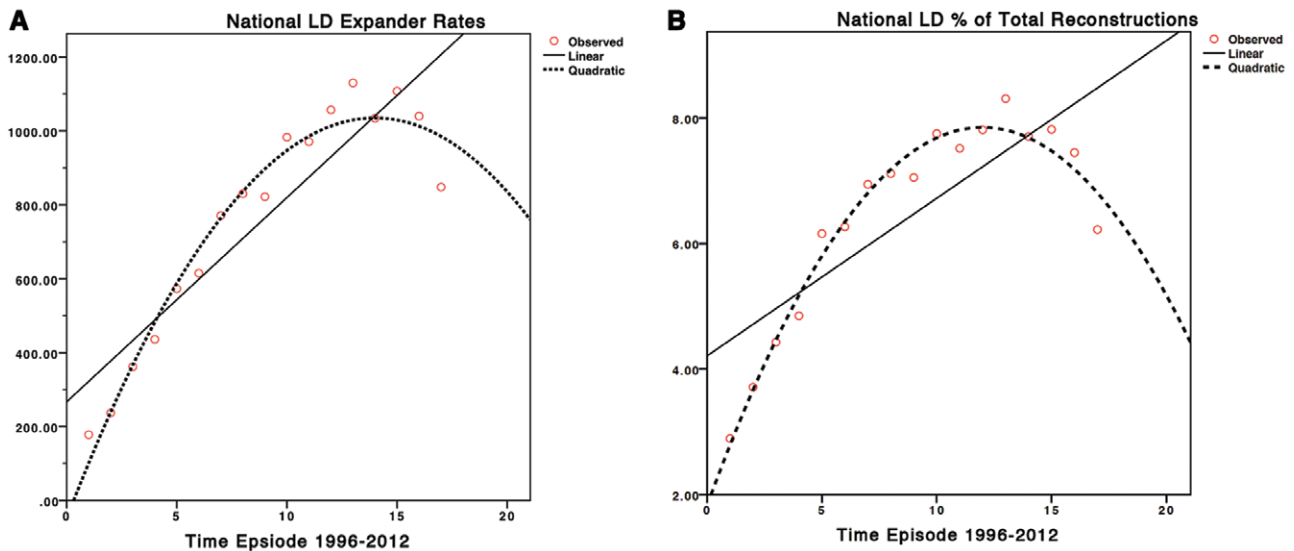 A
National LD Expander Rates
1200.00
1000.00
800.00
600.00
400.00
200.00
.00
0 5 10 15 20
Time Epsiode 1996-2012
Observed
Linear
Quadratic
B
National LD % of Total Reconstructions
8.00
6.00
4.00
2.00
0 5 10 15 20
Time Episode 1996-2012
Observed
Linear
Quadratic